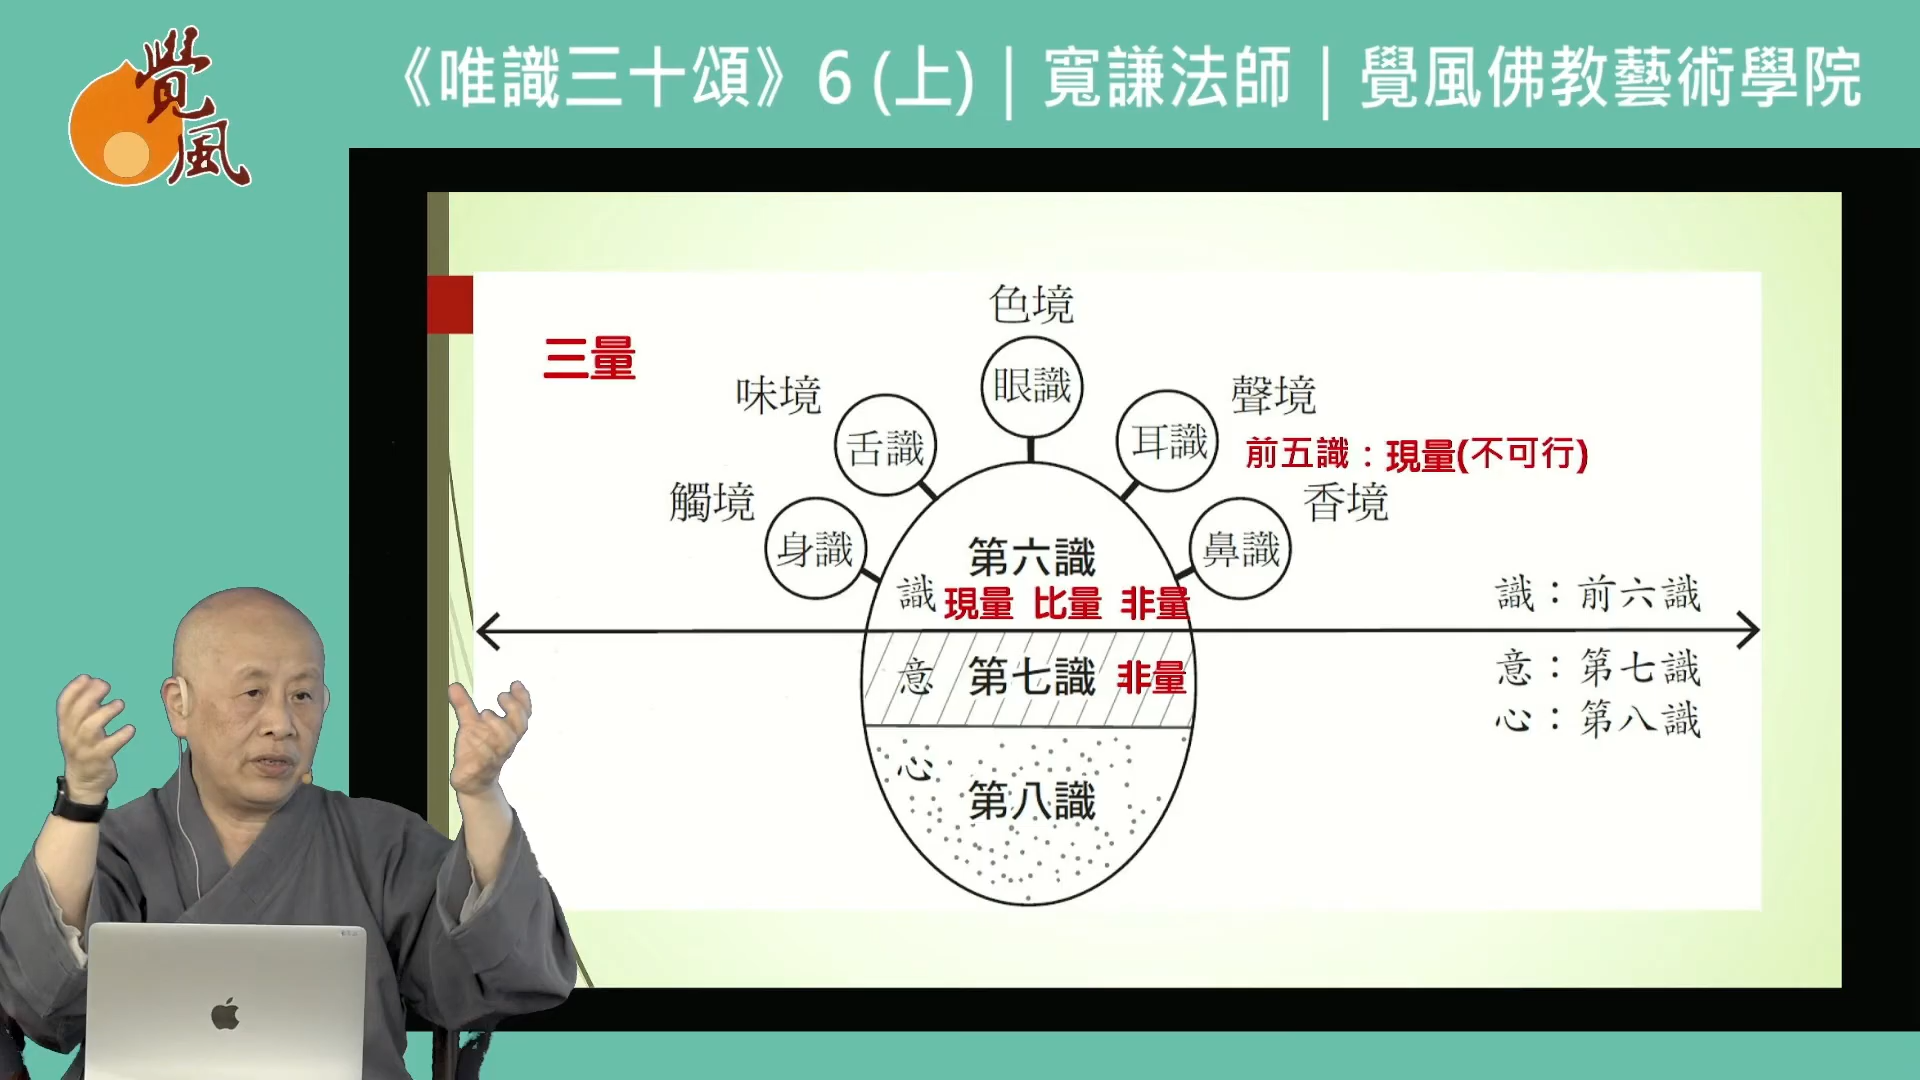 覺風
《唯識三十頌》6 (上)｜寬謙法師｜覺風佛教藝術學院
三量
色境
眼識
味境
舌識
聲境
耳識
前五識：現量(不可行)
觸境
身識
香境
鼻識
第六識
識 現量 比量 非量
識：前六識
意 第七識 非量
意：第七識
心：第八識
心
第八識